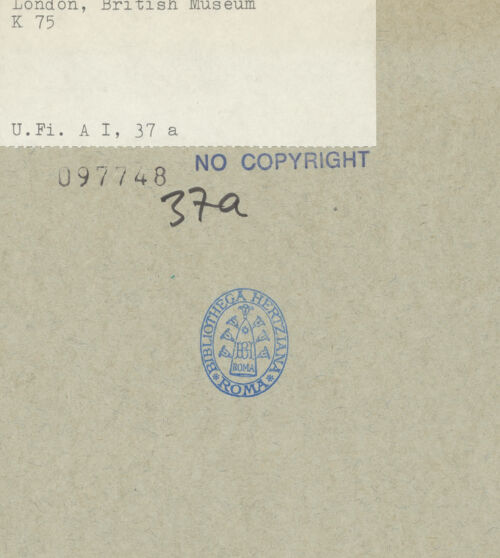 London, British Museum
K 75
U.Fi. A I, 37 a
097748
NO COPYRIGHT
37a
BIBLIOTHECA HERTZIANA
ROMA
* ROMA *